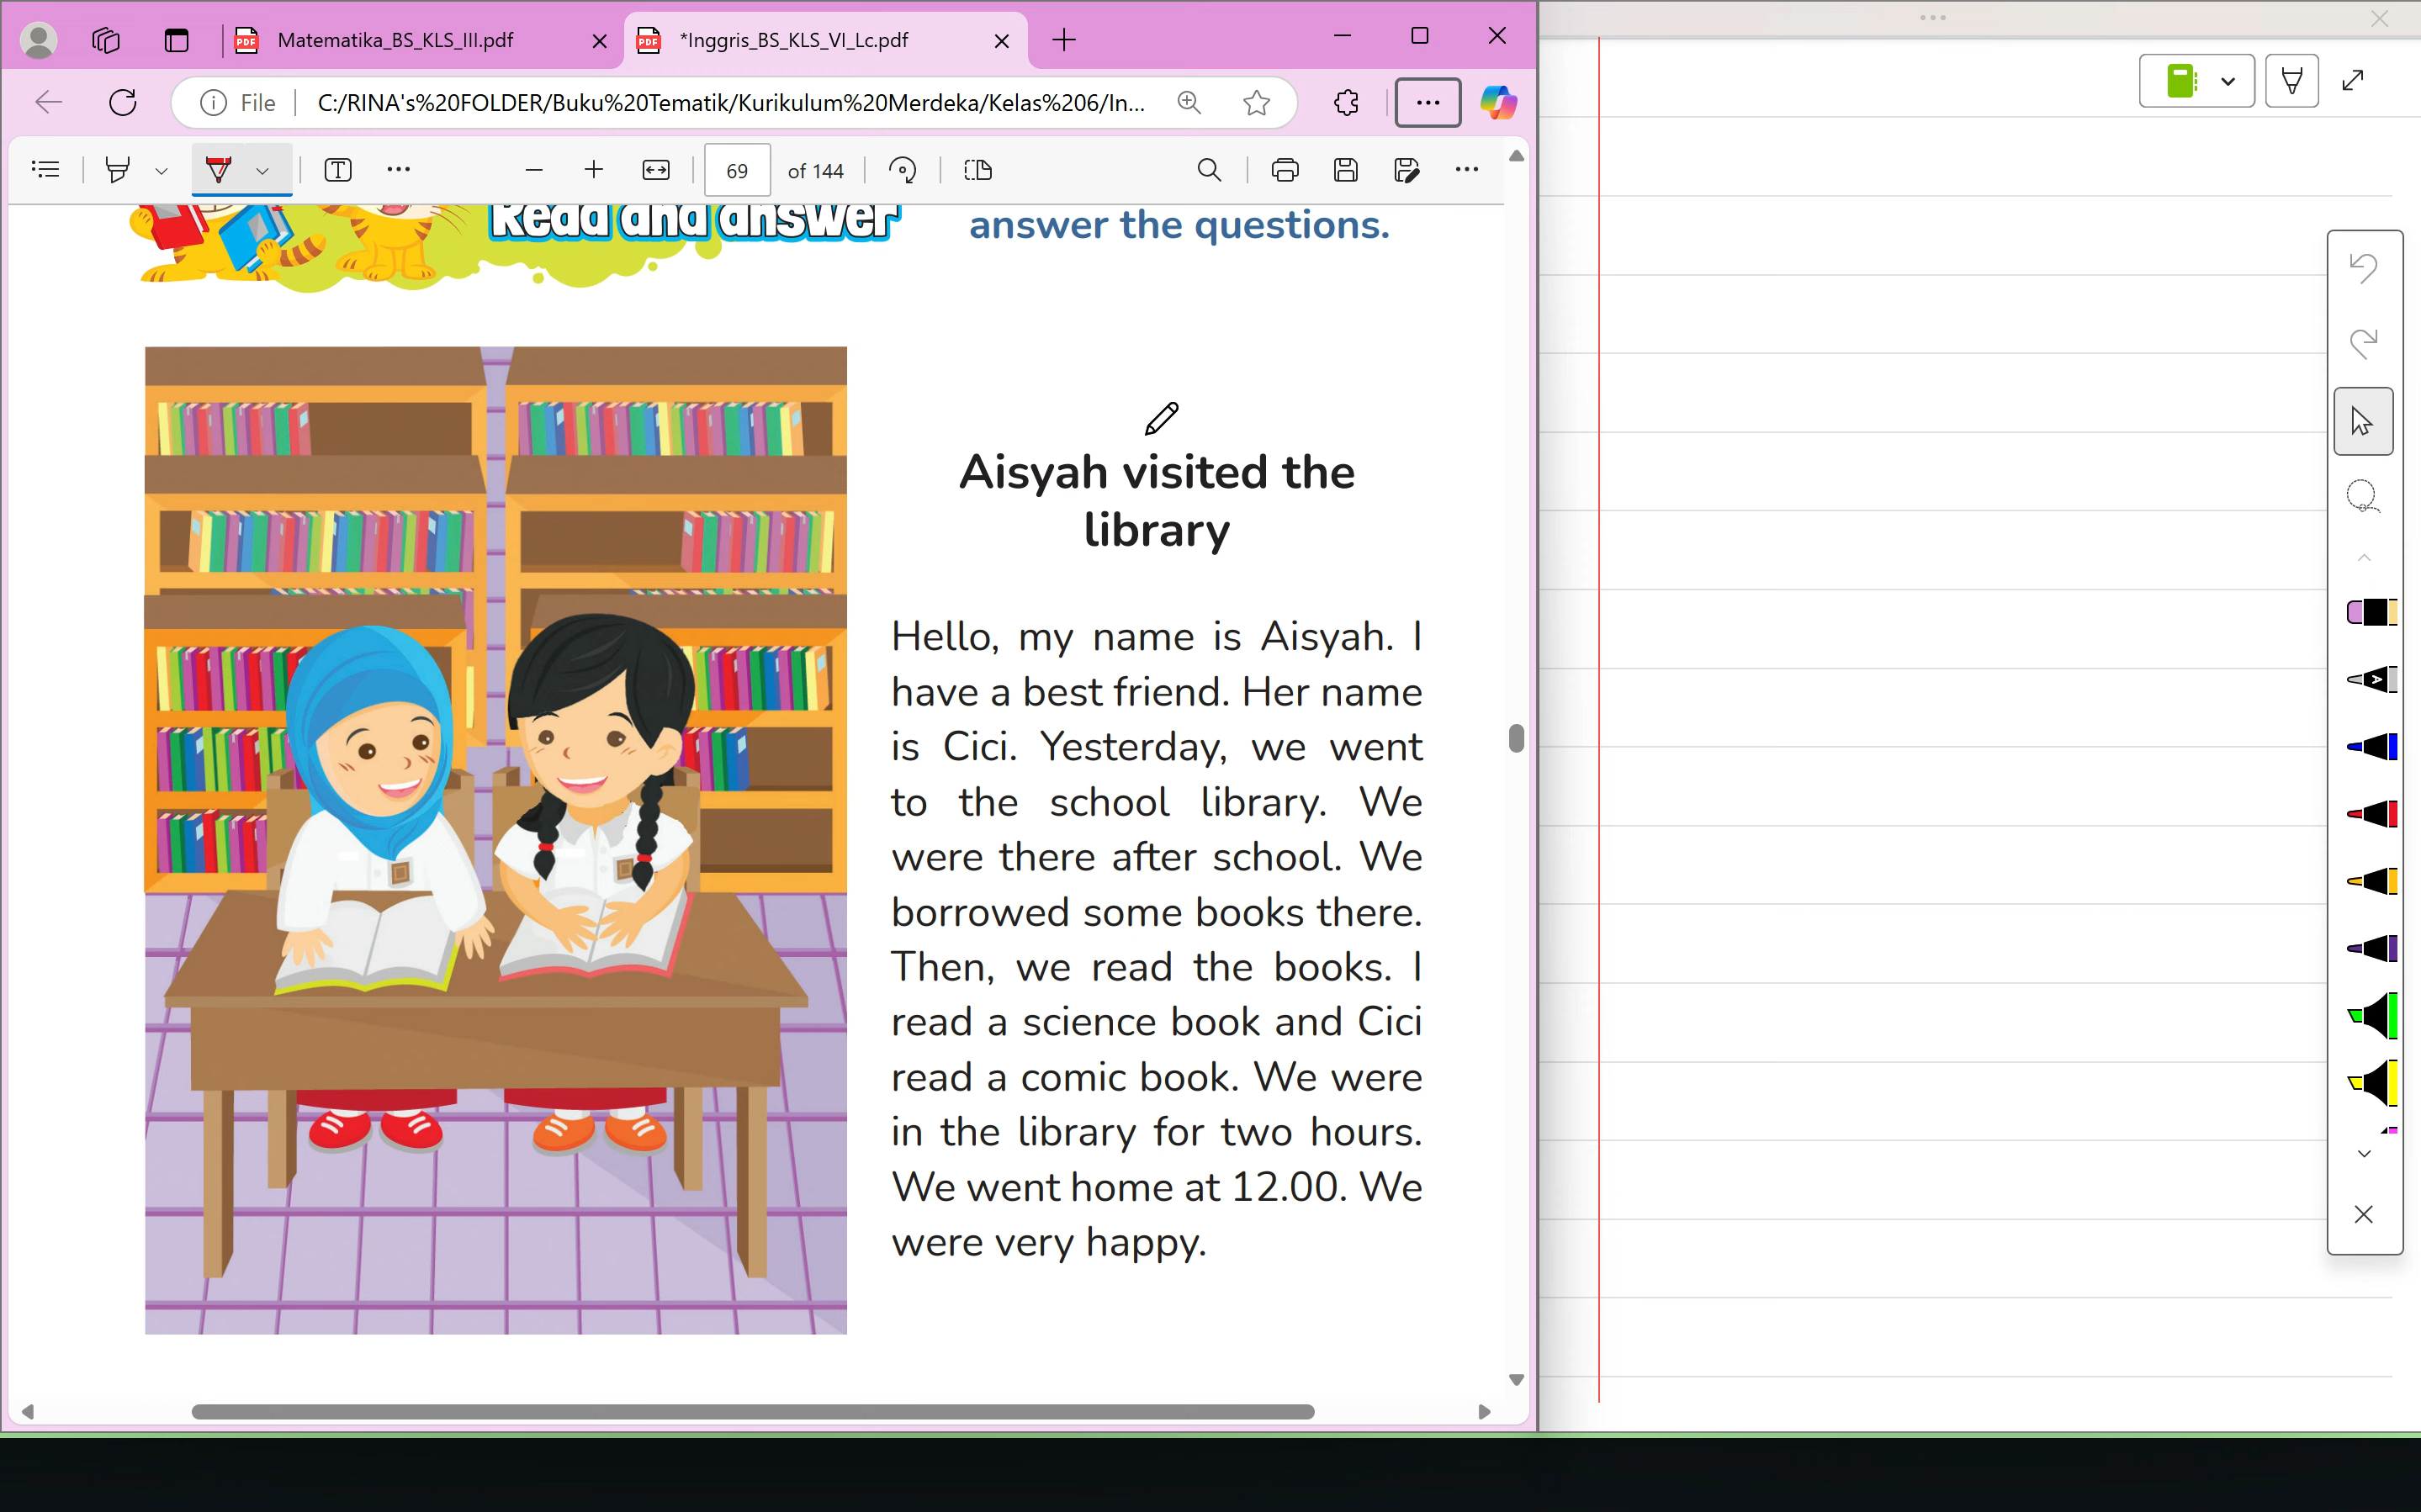 Matematika_BS_KLS_III.pdf
*Inggris_BS_KLS_VI_Lc.pdf
File
C:/RINA's%20FOLDER/Buku%20Tematik/Kurikulum%20Merdeka/Kelas%206/In...
69 of 144
Read and answer
answer the questions.
Aisyah visited the
library
Hello, my name is Aisyah. I
have a best friend. Her name
is Cici. Yesterday, we went
to the school library. We
were there after school. We
borrowed some books there.
Then, we read the books. I
read a science book and Cici
read a comic book. We were
in the library for two hours.
We went home at 12.00. We
were very happy.